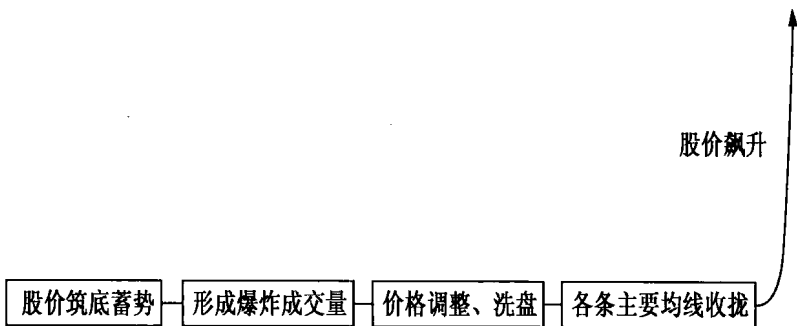 股价飙升
股价筑底蓄势
形成爆炸成交量
价格调整、洗盘
各条主要均线收拢